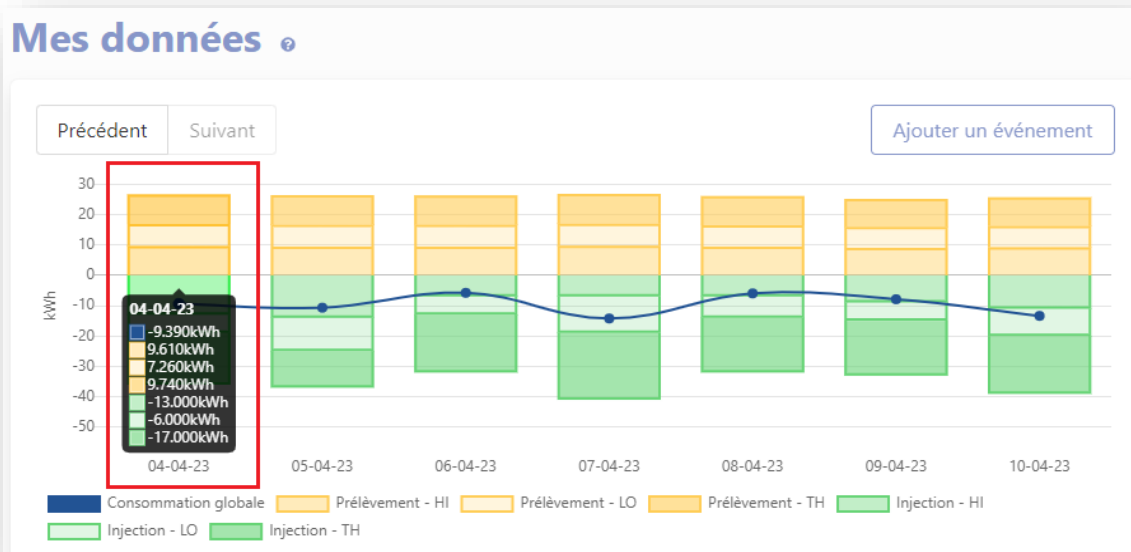 Mes données ?
Précédent Suivant
Ajouter un événement
kWh
30
20
10
0
-10
-20
-30
-40
-50
04-04-23
-9.390kWh
9.610kWh
7.260kWh
9.740kWh
-13.000kWh
-6.000kWh
-17.000kWh
04-04-23 05-04-23 06-04-23 07-04-23 08-04-23 09-04-23 10-04-23
Consommation globale Prélèvement - HI Prélèvement - LO Prélèvement - TH Injection - HI
Injection - LO Injection - TH